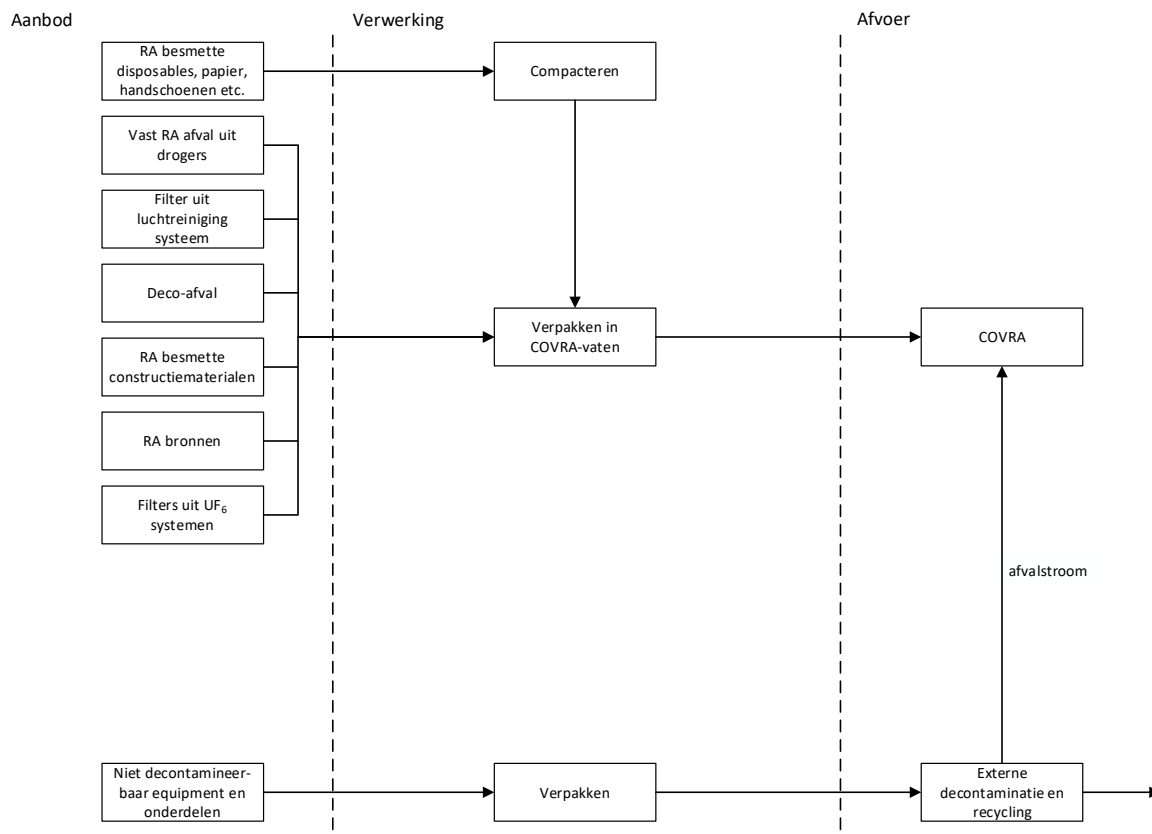 Aanbod
Verwerking
Afvoer
RA besmette
disposables, papier,
handschoenen etc.
Compacteren
Vast RA afval uit
drogers
Filter uit
luchtreiniging
systeem
Deco-afval
RA besmette
constructiematerialen
RA bronnen
Filters uit UF₆
systemen
Verpakken in
COVRA-vaten
COVRA
afvalstroom
Niet decontamineer-
baar equipment en
onderdelen
Verpakken
Externe
decontaminatie en
recycling